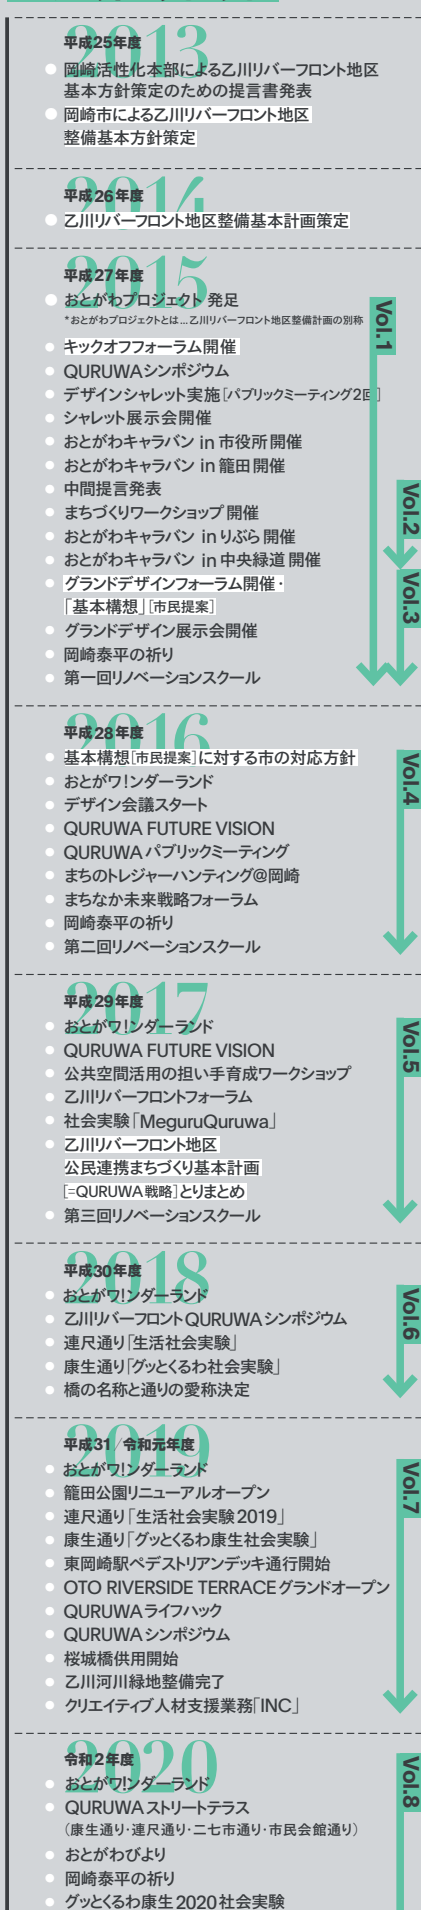 2013
平成25年度
岡崎活性化本部による乙川リバーフロント地区
基本方針策定のための提言書発表
岡崎市による乙川リバーフロント地区
整備基本方針策定
2014
平成26年度
乙川リバーフロント地区整備基本計画策定
2015
平成27年度
おとがわプロジェクト 発足
*おとがわプロジェクトとは…乙川リバーフロント地区整備計画の別称
Vol.1
キックオフフォーラム開催
QURUWAシンポジウム
デザインシャレット実施[パブリックミーティング2回]
シャレット展示会開催
おとがわキャラバン in 市役所開催
おとがわキャラバン in 籠田開催
中間提言発表
Vol.2
まちづくりワークショップ開催
おとがわキャラバン in りぶら開催
おとがわキャラバン in 中央緑道 開催
グランドデザインフォーラム開催・
Vol.3
「基本構想」[市民提案]
グランドデザイン展示会開催
岡崎泰平の祈り
第一回リノベーションスクール
2016
平成28年度
基本構想[市民提案]に対する市の対応方針
Vol.4
おとがワ!ンダーランド
デザイン会議スタート
QURUWA FUTURE VISION
QURUWA パブリックミーティング
まちのトレジャーハンティング@岡崎
まちなか未来戦略フォーラム
岡崎泰平の祈り
第二回リノベーションスクール
2017
平成29年度
おとがワ!ンダーランド
Vol.5
QURUWA FUTURE VISION
公共空間活用の担い手育成ワークショップ
乙川リバーフロントフォーラム
社会実験「MeguruQuruwa」
乙川リバーフロント地区
公民連携まちづくり基本計画
[=QURUWA戦略]とりまとめ
第三回リノベーションスクール
2018
平成30年度
おとがワ!ンダーランド
Vol.6
乙川リバーフロントQURUWAシンポジウム
連尺通り「生活社会実験」
康生通り「グッとくるわ社会実験」
橋の名称と通りの愛称決定
2019
平成31/令和元年度
おとがワ!ンダーランド
Vol.7
籠田公園リニューアルオープン
連尺通り「生活社会実験2019」
康生通り「グッとくるわ康生社会実験」
東岡崎駅ペデストリアンデッキ通行開始
OTO RIVERSIDE TERRACEグランドオープン
QURUWAライフハック
QURUWAシンポジウム
桜城橋供用開始
乙川河川緑地整備完了
クリエイティブ人材支援業務「INC」
2020
令和2年度
おとがワ!ンダーランド
Vol.8
QURUWAストリートテラス
(康生通り・連尺通り・二七市通り・市民会館通り)
おとがわびより
岡崎泰平の祈り
グッとくるわ康生2020社会実験